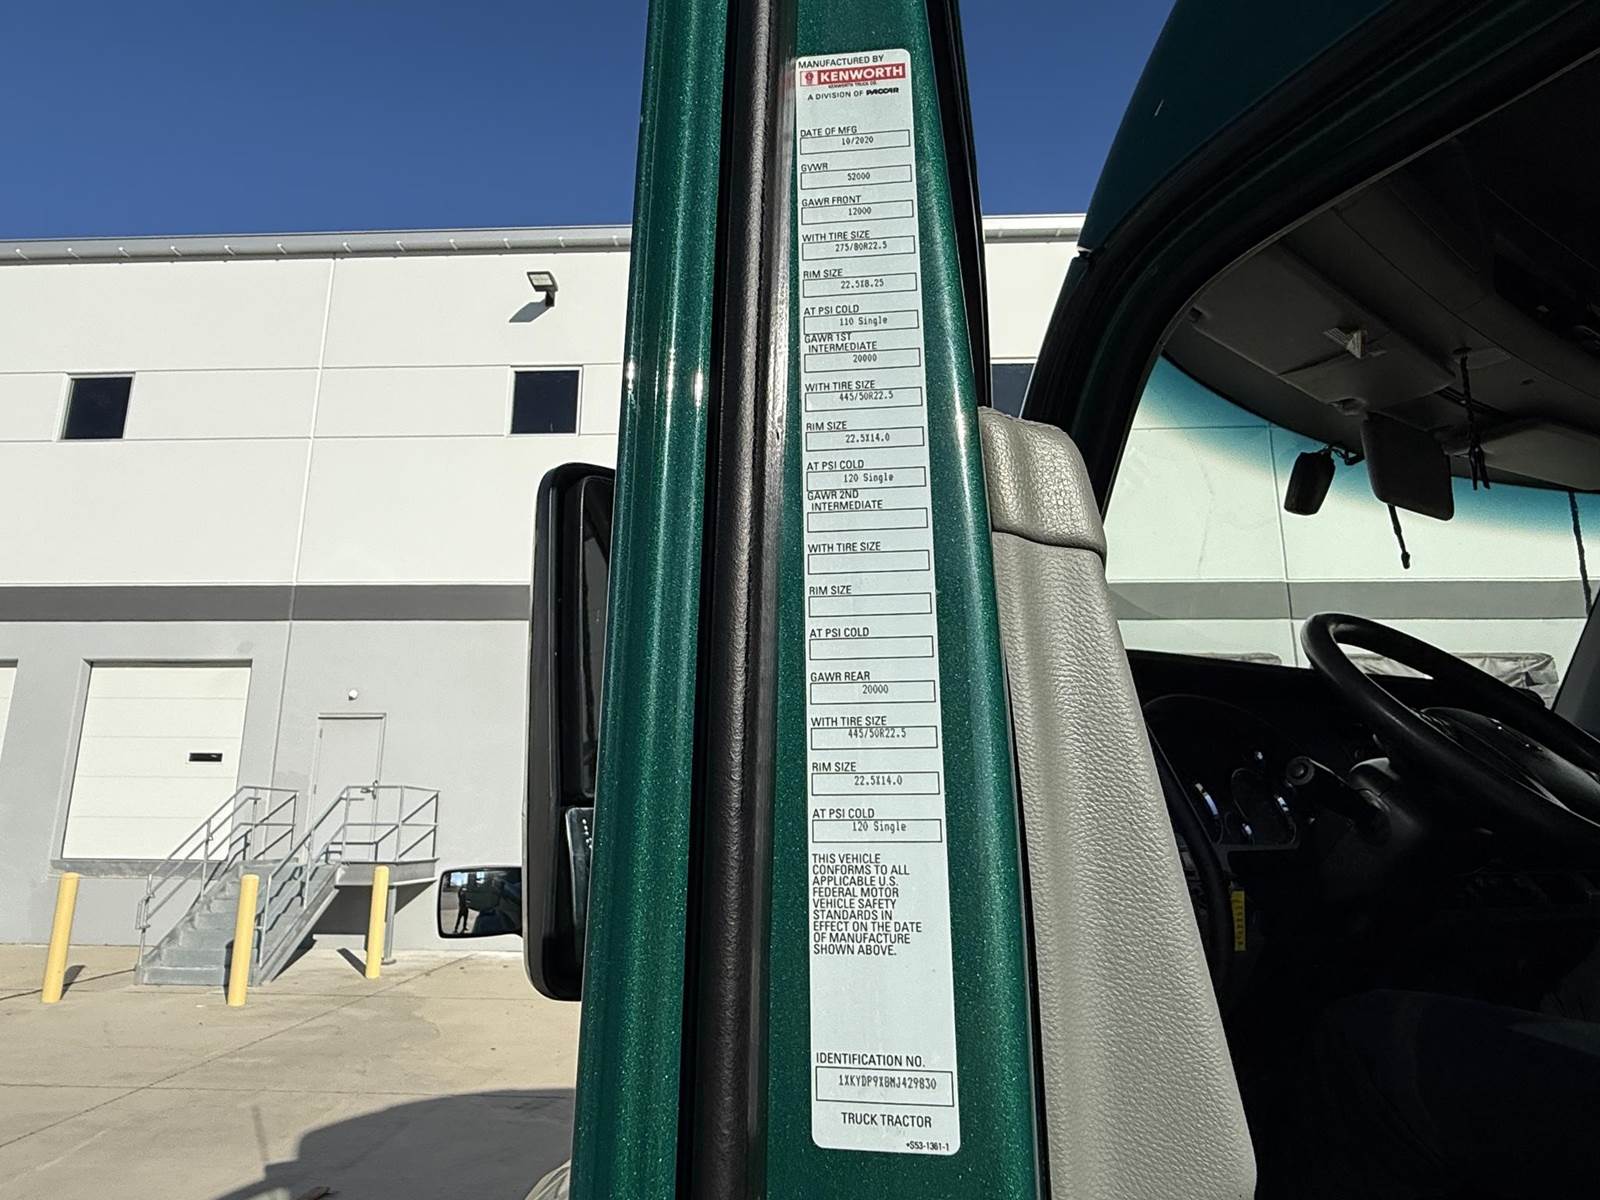 MANUFACTURED BY
KENWORTH
KENWORTH TRUCK CO.
A DIVISION OF PACCAR
DATE OF MFG
10/2020
GVWR
52000
GAWR FRONT
12000
WITH TIRE SIZE
275/80R22.5
RIM SIZE
22.5X8.25
AT PSI COLD
110 Single
GAWR 1ST
INTERMEDIATE
20000
WITH TIRE SIZE
445/50R22.5
RIM SIZE
22.5X14.0
AT PSI COLD
120 Single
GAWR 2ND
INTERMEDIATE
WITH TIRE SIZE
RIM SIZE
AT PSI COLD
GAWR REAR
20000
WITH TIRE SIZE
445/50R22.5
RIM SIZE
22.5X14.0
AT PSI COLD
120 Single
THIS VEHICLE
CONFORMS TO ALL
APPLICABLE U.S.
FEDERAL MOTOR
VEHICLE SAFETY
STANDARDS IN
EFFECT ON THE DATE
OF MANUFACTURE
SHOWN ABOVE.
IDENTIFICATION NO.
1XKYDP9X8MJ429830
TRUCK TRACTOR
*S53-1361-1